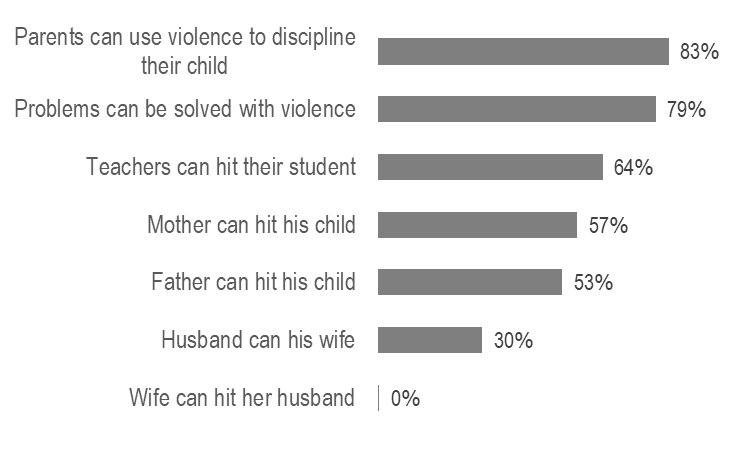 Parents can use violence to discipline
their child
83%
Problems can be solved with violence
79%
Teachers can hit their student
64%
Mother can hit his child
57%
Father can hit his child
53%
Husband can his wife
30%
Wife can hit her husband
0%